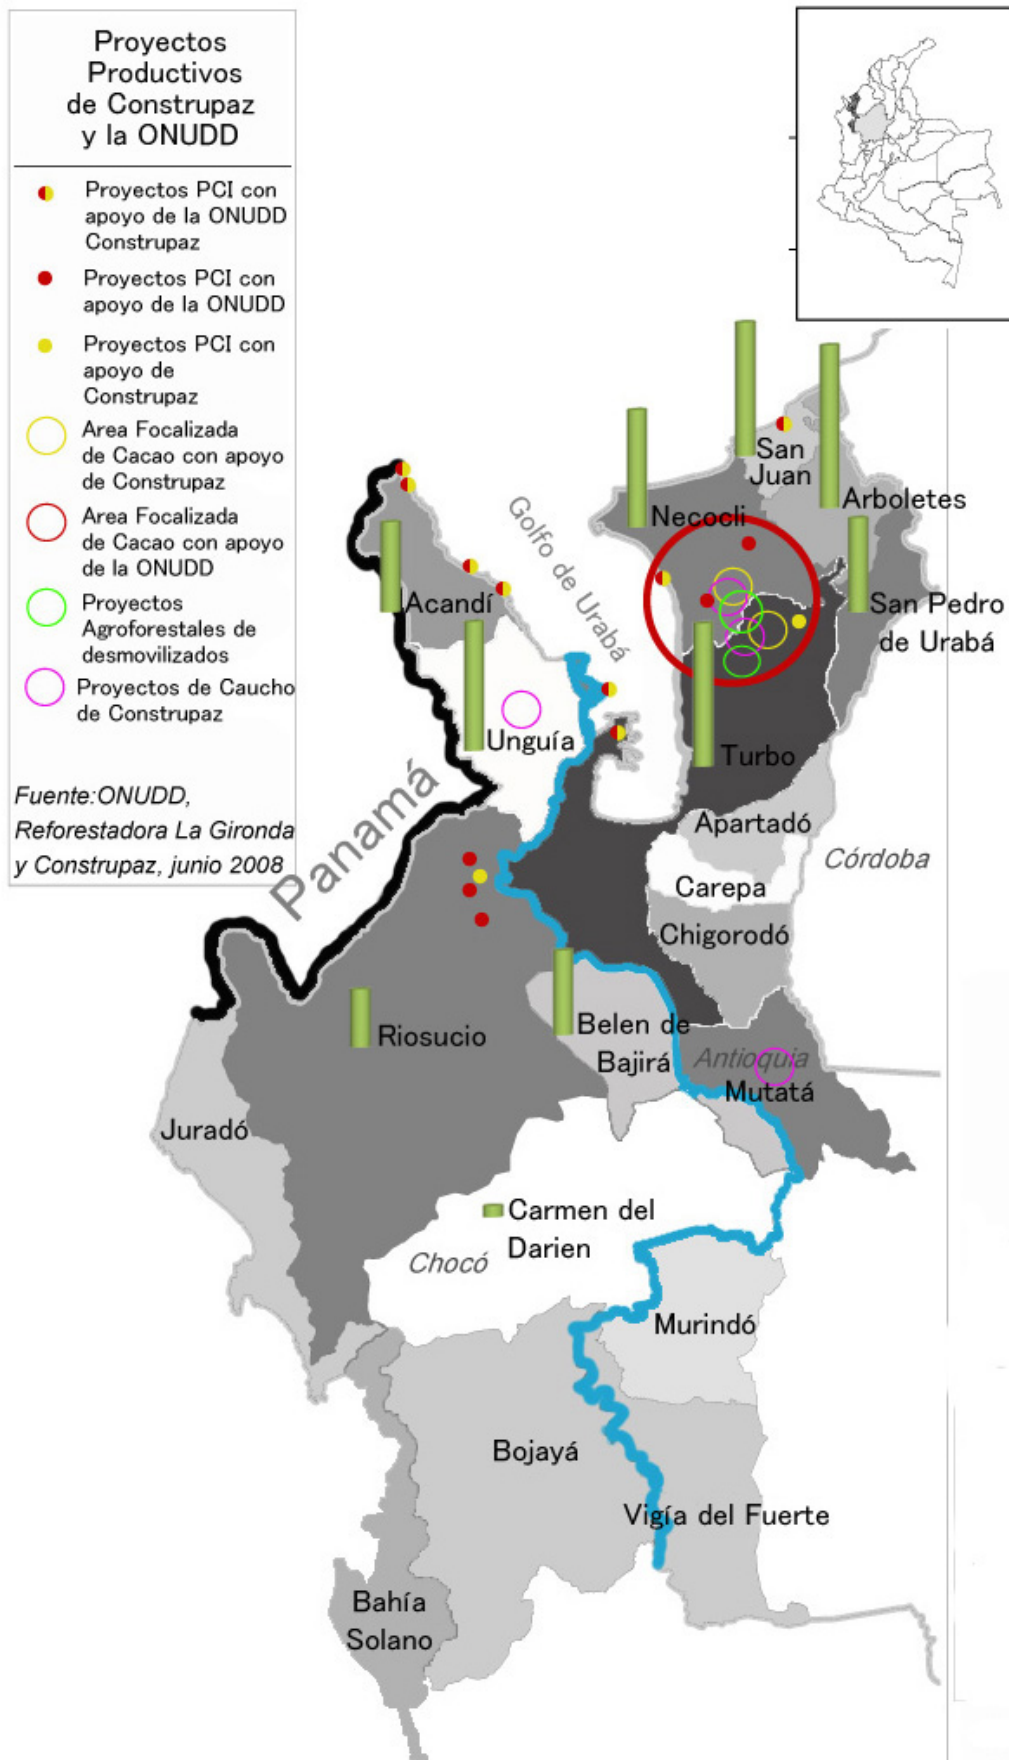 Proyectos
Productivos
de Construpaz
y la ONUDD
Proyectos PCI con
apoyo de la ONUDD
Construpaz
Proyectos PCI con
apoyo de la ONUDD
Proyectos PCI con
apoyo de
Construpaz
Area Focalizada
de Cacao con apoyo
de Construpaz
Area Focalizada
de Cacao con apoyo
de la ONUDD
Proyectos
Agroforestales de
desmovilizados
Proyectos de Caucho
de Construpaz
Fuente:ONUDD,
Reforestadora La Gironda
y Construpaz, junio 2008
San
Juan
Arboletes
Necocli
Golfo de Urabá
Acandí
San Pedro
de Urabá
Unguía
Turbo
Panamá
Apartadó
Córdoba
Carepa
Chigorodó
Riosucio
Belen de
Bajirá
Antioquia
Mutatá
Juradó
Carmen del
Darien
Chocó
Murindó
Bojayá
Vigía del Fuerte
Bahía
Solano